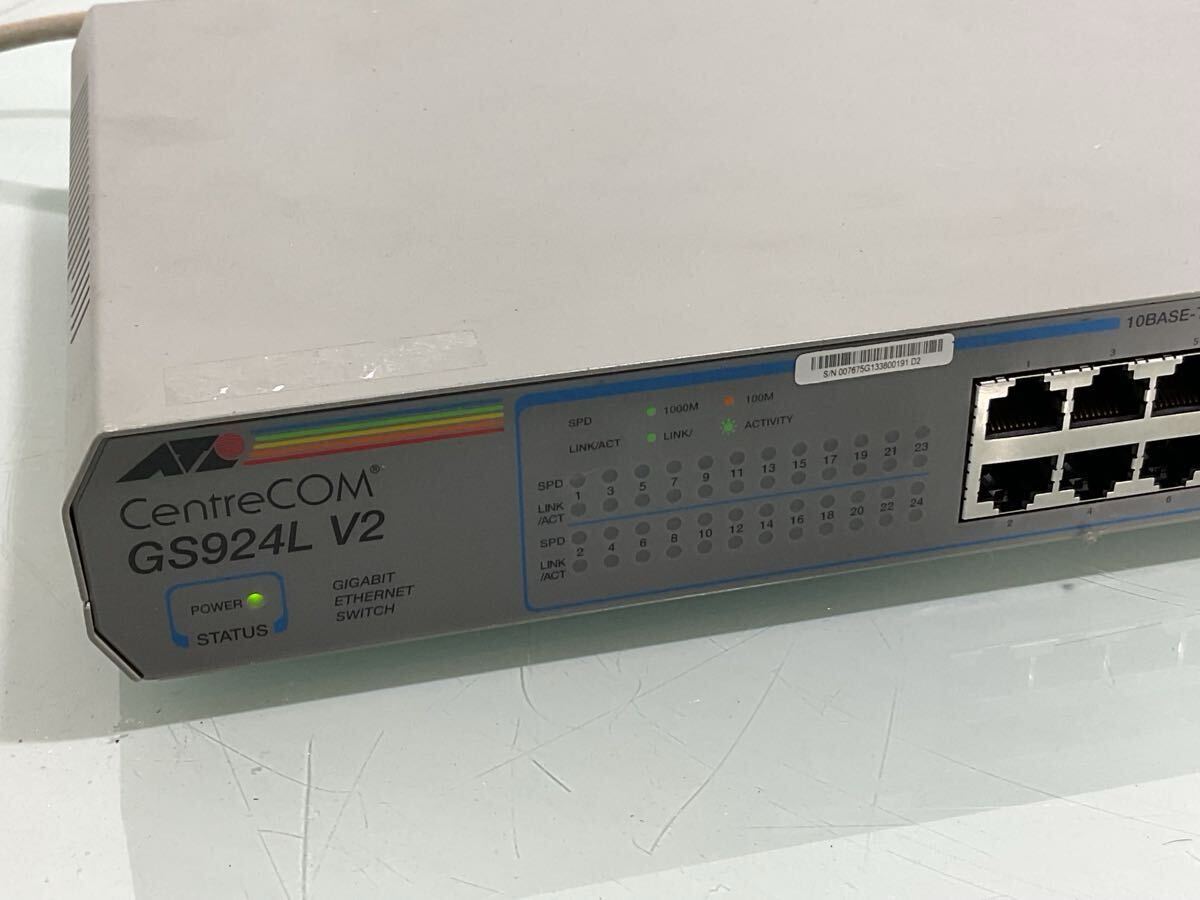 10BASE-T
S/N 007675G133800191 D2
CentreCOM®
GS924L V2
POWER
STATUS
GIGABIT
ETHERNET
SWITCH
SPD 1000M 100M
LINK/ACT LINK/ ACTIVITY
SPD
1 3 5 7 9 11 13 15 17 19 21 23
LINK
/ACT
SPD
2 4 6 8 10 12 14 16 18 20 22 24
LINK
/ACT
1 3 5
2 4 6